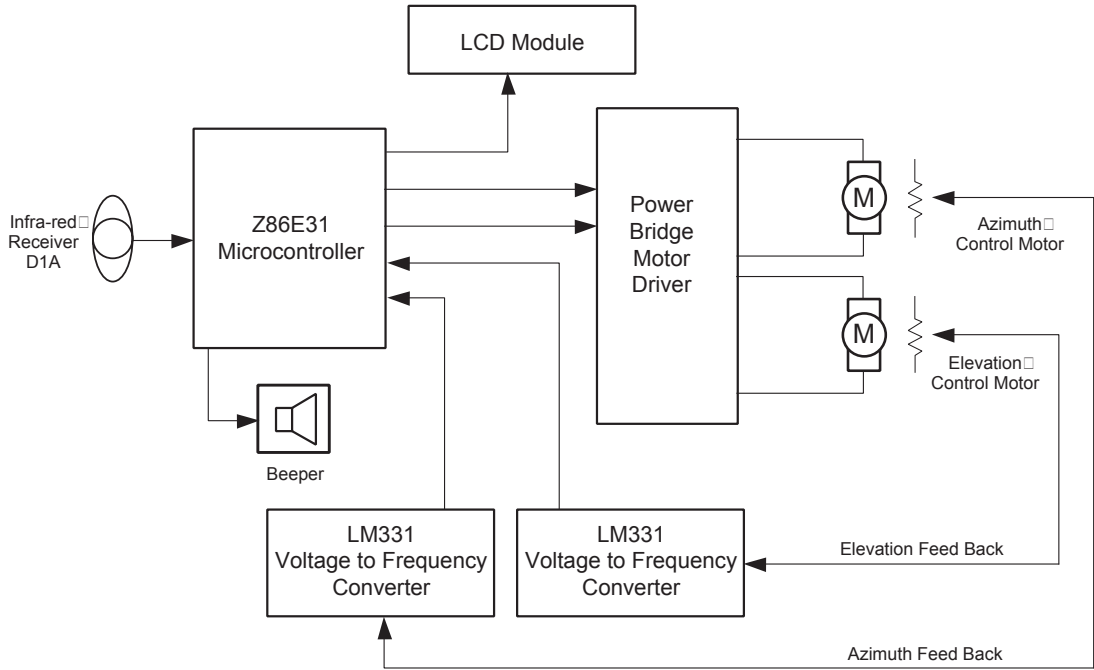 LCD Module
Infra-red□
Receiver
D1A
Z86E31
Microcontroller
Power
Bridge
Motor
Driver
M
Azimuth□
Control Motor
M
Elevation□
Control Motor
Beeper
LM331
Voltage to Frequency
Converter
LM331
Voltage to Frequency
Converter
Elevation Feed Back
Azimuth Feed Back